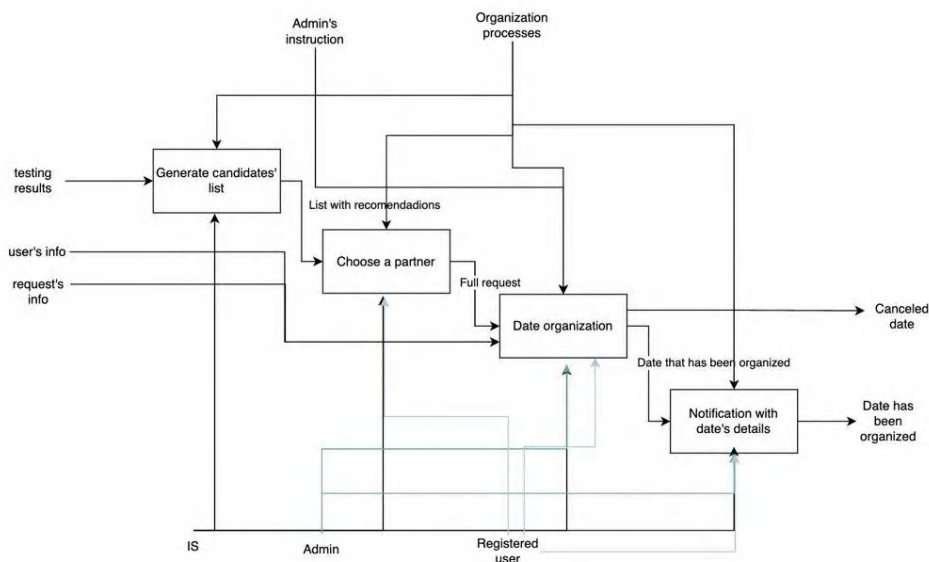 Admin's
instruction
Organization
processes
testing
results
Generate candidates'
list
List with recomendadions
user's info
request's
info
Choose a partner
Full request
Date organization
Canceled
date
Date that has been organized
Notification with
date's details
Date has
been
organized
IS
Admin
Registered
user